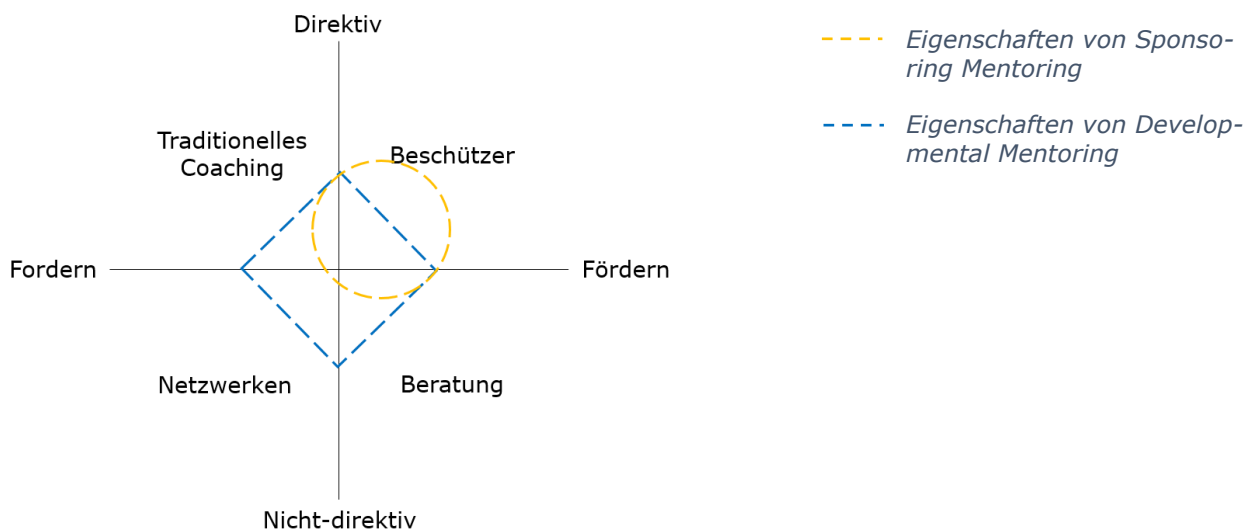 Direktiv
Eigenschaften von Sponso-
ring Mentoring
Eigenschaften von Develop-
mental Mentoring
Traditionelles
Coaching
Beschützer
Fordern
Fördern
Netzwerken
Beratung
Nicht-direktiv